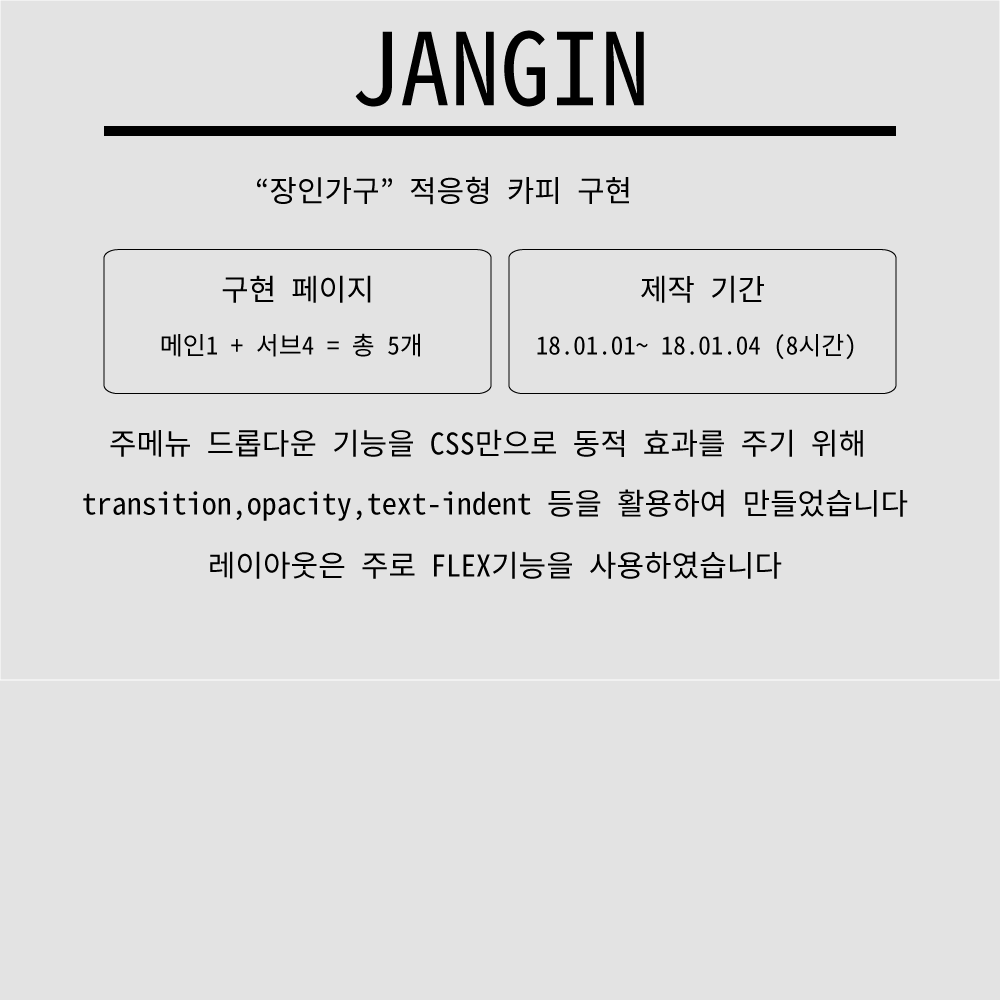 JANGIN
“장인가구” 적응형 카피 구현
구현 페이지
메인1 + 서브4 = 총 5개
제작 기간
18.01.01~ 18.01.04 (8시간)
주메뉴 드롭다운 기능을 CSS만으로 동적 효과를 주기 위해
transition,opacity,text-indent 등을 활용하여 만들었습니다
레이아웃은 주로 FLEX기능을 사용하였습니다